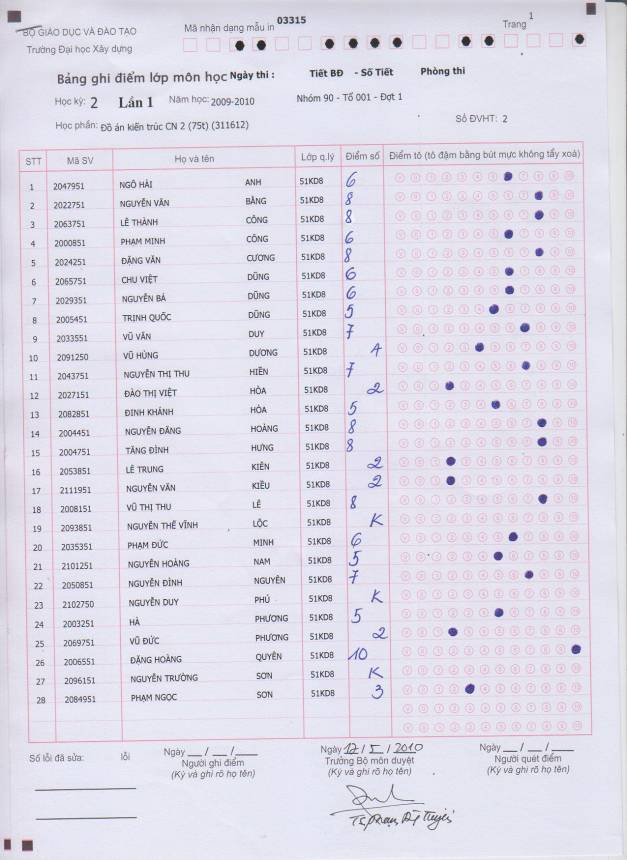 BỘ GIÁO DỤC VÀ ĐÀO TẠO
Trường Đại học Xây dựng
Mã nhận dạng mẫu in 03315
Trang 1
Bảng ghi điểm lớp môn học Ngày thi : Tiết BĐ - Số Tiết Phòng thi
Học kỳ: 2 Lần 1 Năm học: 2009-2010 Nhóm 90 - Tổ 001 - Đợt 1
Học phần: Đồ án kiến trúc CN 2 (75t) (311612) Số ĐVHT: 2
STT Mã SV Họ và tên Lớp q.lý Điểm số Điểm tô (tô đậm bằng bút mực không tẩy xoá)
1 2047951 NGÔ HẢI ANH 51KD8 6
2 2022751 NGUYỄN VĂN BẰNG 51KD8 8
3 2063751 LÊ THÀNH CÔNG 51KD8 8
4 2000851 PHẠM MINH CÔNG 51KD8 6
5 2024251 ĐẶNG VĂN CƯƠNG 51KD8 8
6 2065751 CHU VIỆT DŨNG 51KD8 6
7 2029351 NGUYỄN BÁ DŨNG 51KD8 6
8 2005451 TRỊNH QUỐC DŨNG 51KD8 5
9 2033551 VŨ VĂN DUY 51KD8 7
10 2091250 VŨ HÙNG DƯƠNG 51KD8 4
11 2043751 NGUYỄN THỊ THU HIỀN 51KD8 7
12 2027151 ĐÀO THỊ VIỆT HÒA 51KD8 2
13 2082851 ĐINH KHÁNH HÒA 51KD8 5
14 2004451 NGUYỄN ĐĂNG HOÀNG 51KD8 8
15 2004751 TĂNG ĐÌNH HƯNG 51KD8 8
16 2053851 LÊ TRUNG KIÊN 51KD8 2
17 2111951 NGUYỄN VĂN KIỀU 51KD8 2
18 2008151 VŨ THỊ THU LÊ 51KD8 8
19 2093851 NGUYỄN THẾ VĨNH LỘC 51KD8 K
20 2035351 PHẠM ĐỨC MINH 51KD8 6
21 2101251 NGUYỄN HOÀNG NAM 51KD8 5
22 2050851 NGUYỄN ĐÌNH NGUYÊN 51KD8 7
23 2102750 NGUYỄN DUY PHÚ 51KD8 K
24 2003251 HÀ PHƯƠNG 51KD8 5
25 2069751 VŨ ĐỨC PHƯƠNG 51KD8 2
26 2006551 ĐẶNG HOÀNG QUYỀN 51KD8 10
27 2096151 NGUYỄN TRƯỜNG SƠN 51KD8 K
28 2084951 PHẠM NGỌC SƠN 51KD8 3
Số lỗi đã sửa: lỗi Ngày __ / __ / ___ Ngày 12 / 5 / 2010 Ngày __ / __ / ___
Người ghi điểm Trưởng Bộ môn duyệt Người quét điểm
(Ký và ghi rõ họ tên) (Ký và ghi rõ họ tên) (Ký và ghi rõ họ tên)